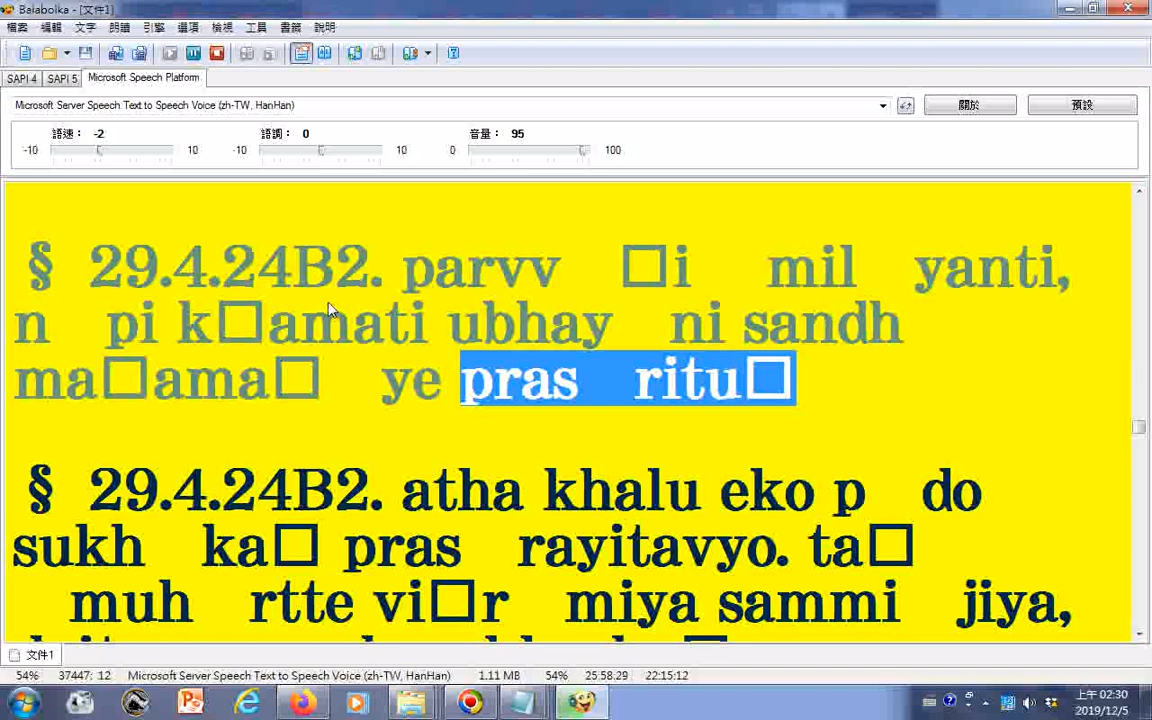 Balabolka - [文件1]
檔案 編輯 文字 朗讀 引擎 選項 檢視 工具 書籤 說明
SAPI 4 SAPI 5 Microsoft Speech Platform
Microsoft Server Speech Text to Speech Voice (zh-TW, HanHan) 關於 預設
語速： -2 語調： 0 音量： 95
-10 10 -10 10 0 100
§ 29.4.24B2. parvv □i mil yanti,
n pi k□amati ubhay ni sandh
ma□ama□ ye pras ritu□
§ 29.4.24B2. atha khalu eko p do
sukh ka□ pras rayitavyo. ta□
muh rtte vi□r miya sammi jiya,
文件1
54% 37447: 12 Microsoft Server Speech Text to Speech Voice (zh-TW, HanHan) 1.11 MB 54% 25:58.29 22:15:12
上午 02:30
2019/12/5